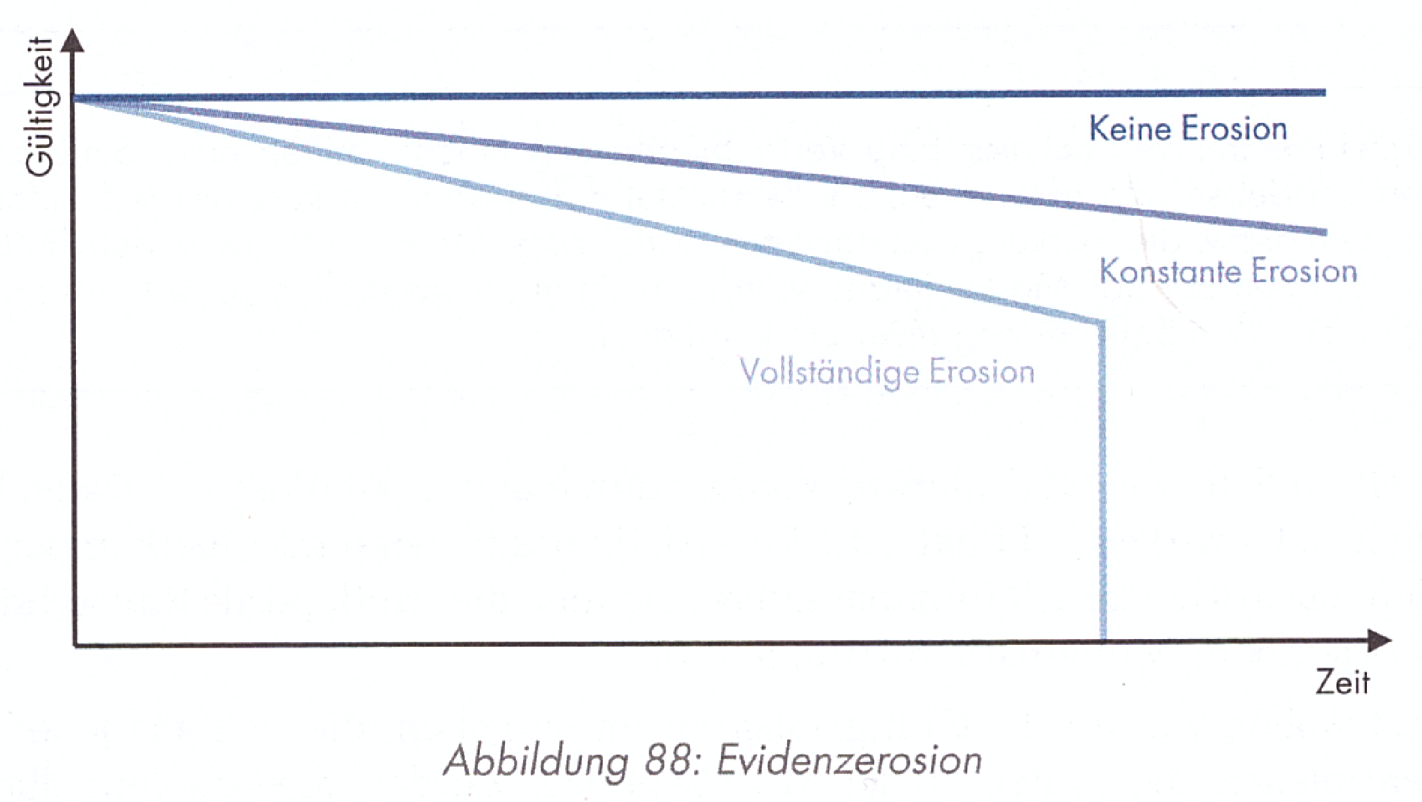 Gültigkeit
Keine Erosion
Konstante Erosion
Vollständige Erosion
Zeit
Abbildung 88: Evidenzerosion